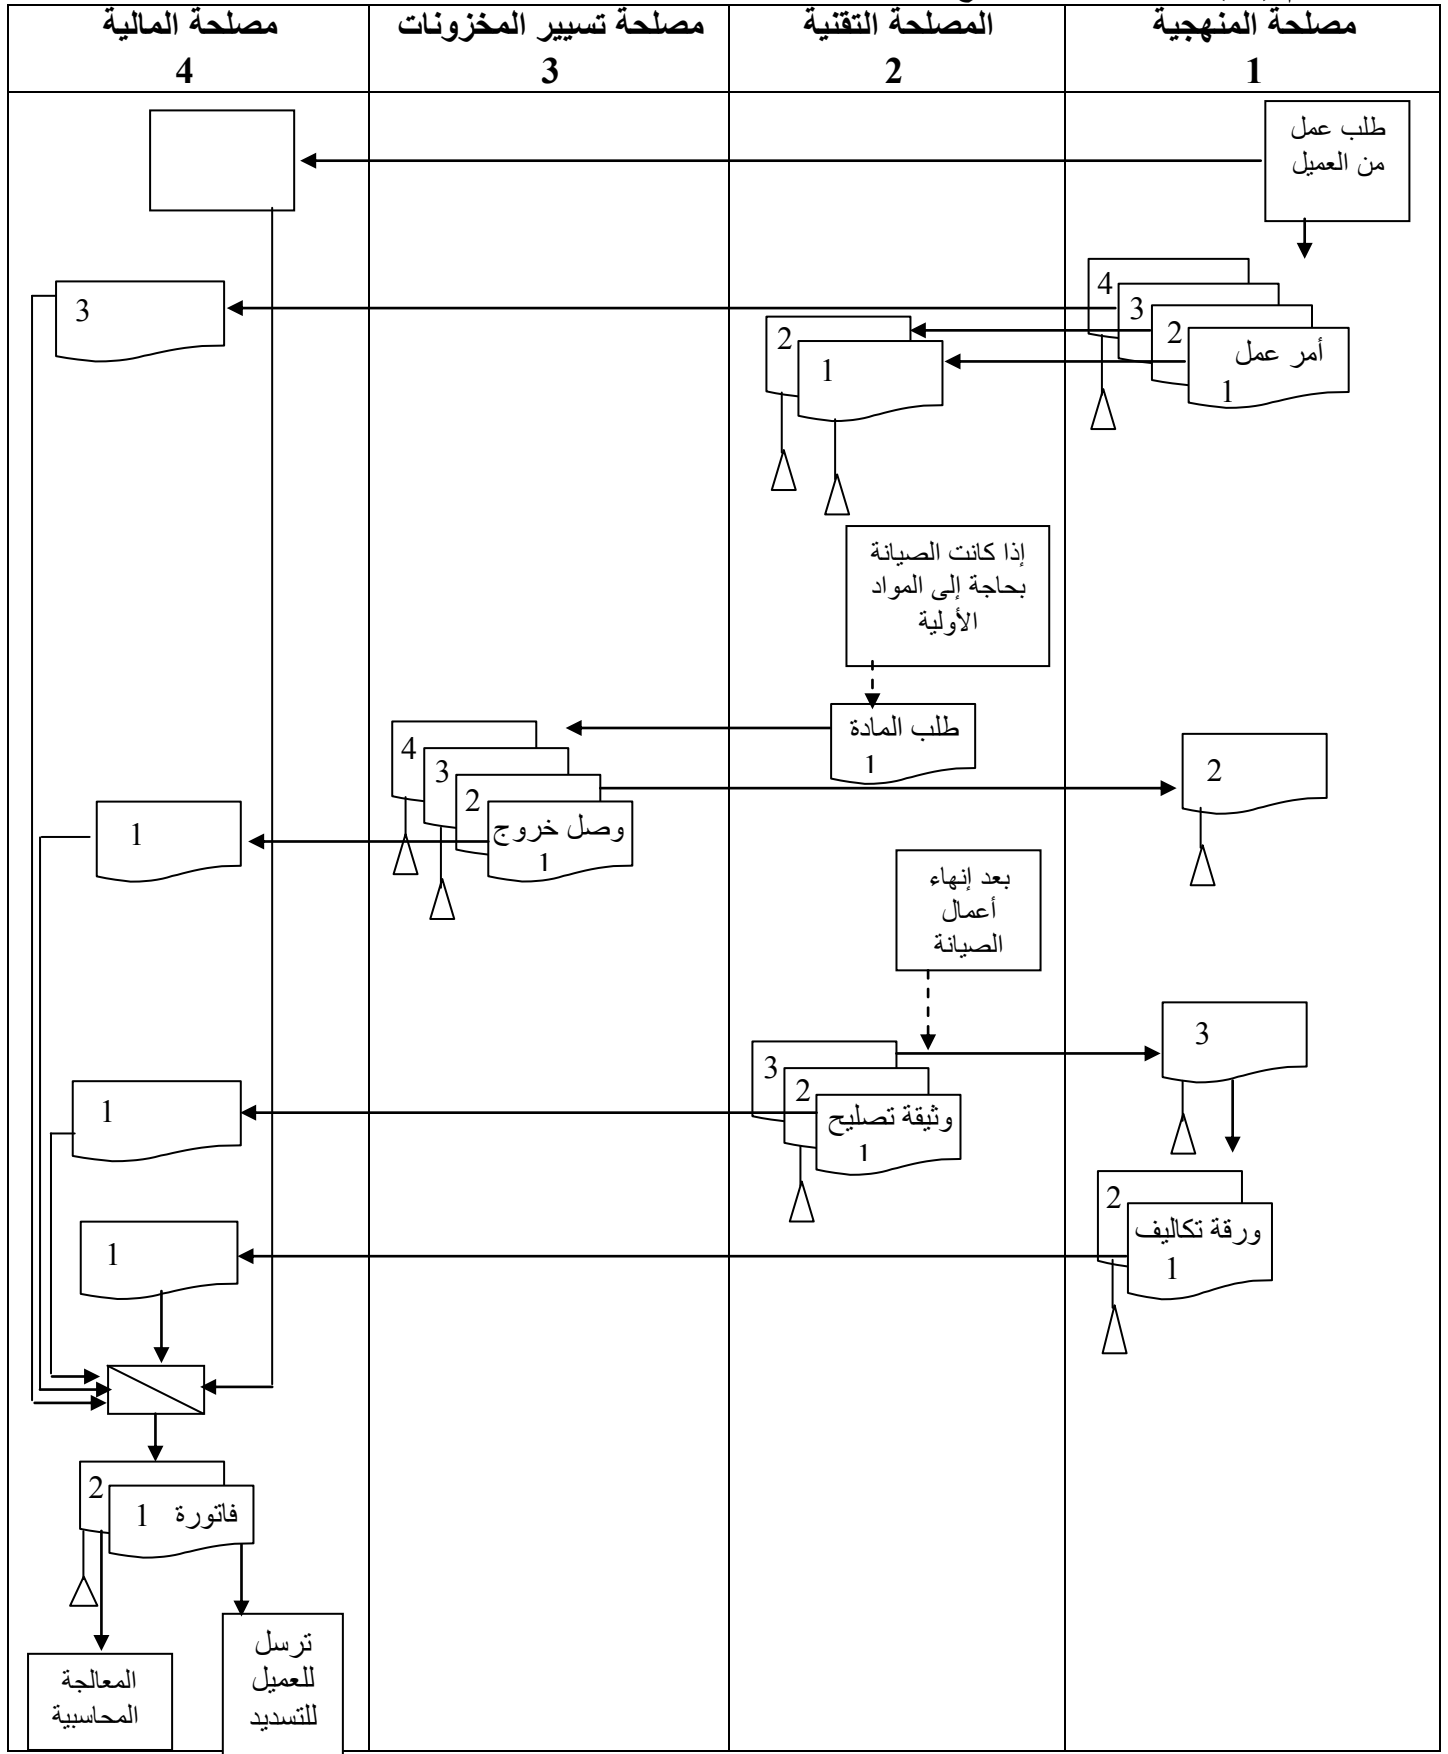 مصلحة المنهجية
1
المصلحة التقنية
2
مصلحة تسيير المخزونات
3
مصلحة المالية
4
طلب عمل
من العميل
4
3
2
أمر عمل
1
2
1
3
إذا كانت الصيانة
بحاجة إلى المواد
الأولية
طلب المادة
1
4
3
2
وصل خروج
1
2
1
بعد إنهاء
أعمال
الصيانة
3
3
2
وثيقة تصليح
1
1
2
ورقة تكاليف
1
1
2
فاتورة 1
ترسل
للعميل
للتسديد
المعالجة
المحاسبية